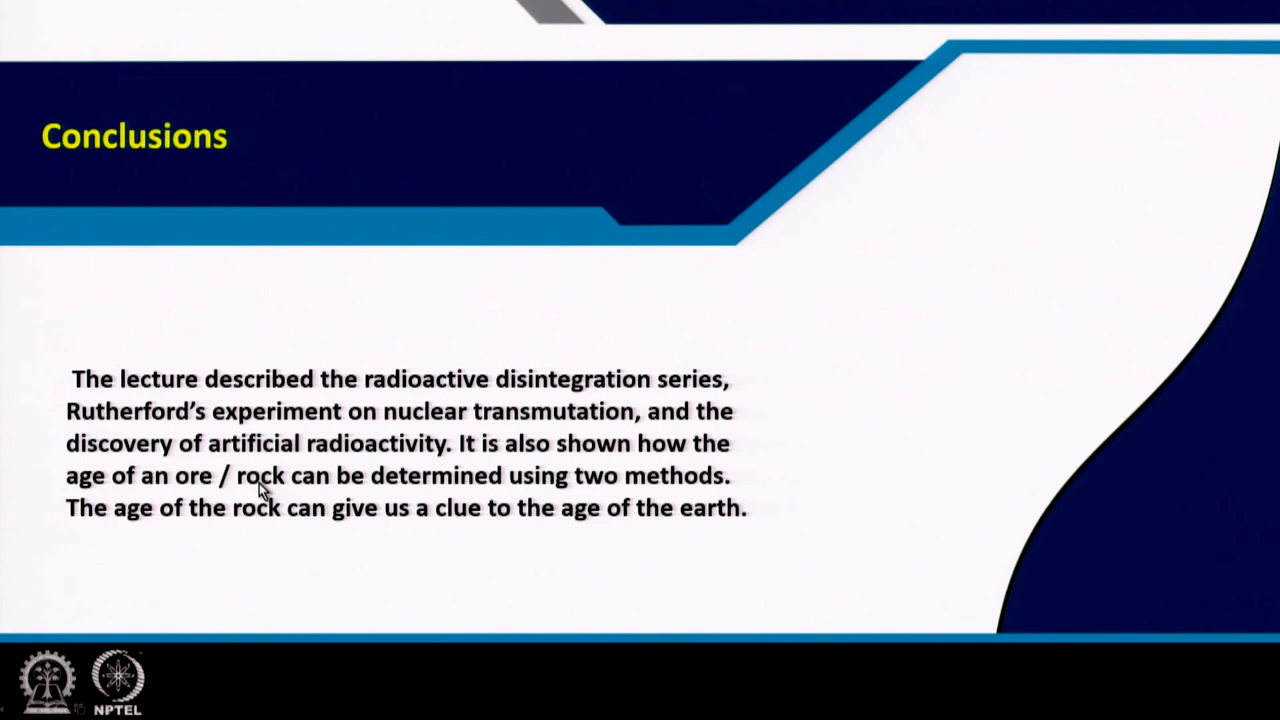 Conclusions
The lecture described the radioactive disintegration series,
Rutherford's experiment on nuclear transmutation, and the
discovery of artificial radioactivity. It is also shown how the
age of an ore / rock can be determined using two methods.
The age of the rock can give us a clue to the age of the earth.
NPTEL